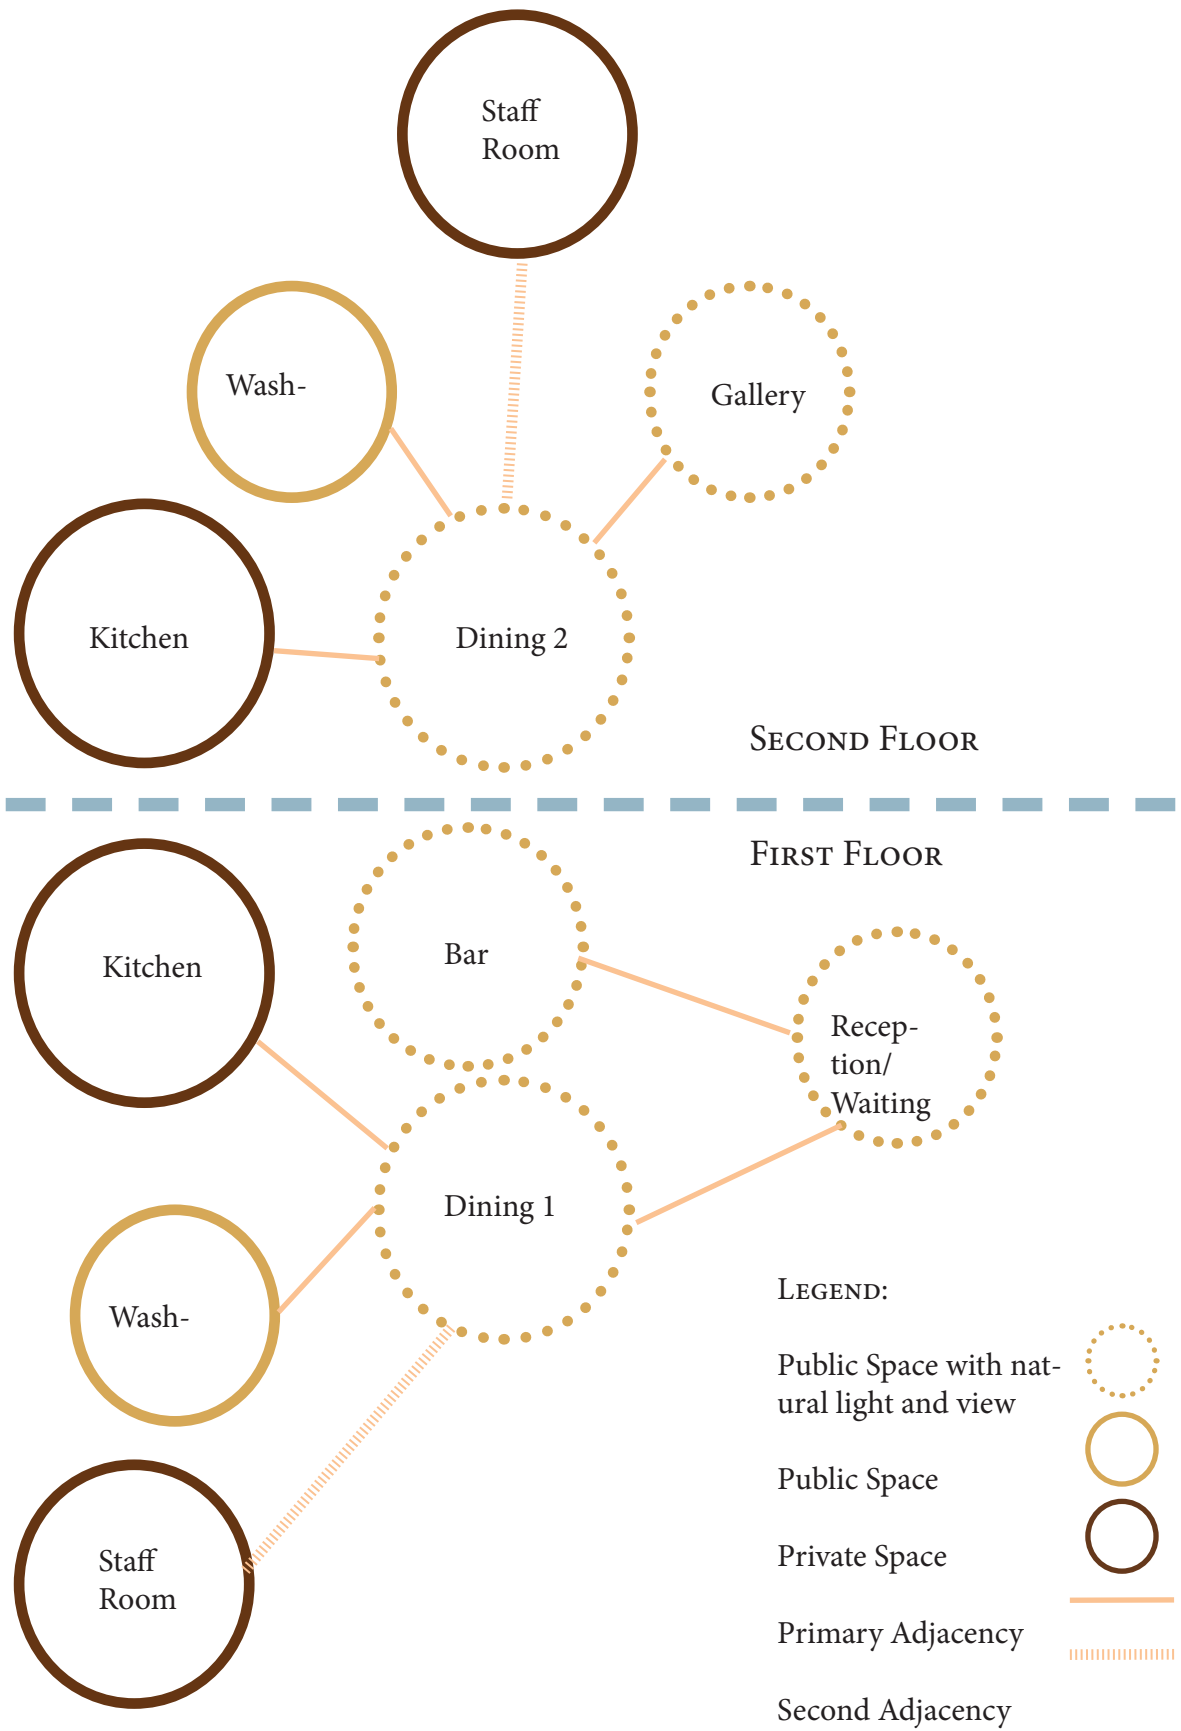 Staff
Room
Wash-
Gallery
Kitchen
Dining 2
Second Floor
First Floor
Kitchen
Bar
Recep-
tion/
Waiting
Dining 1
Wash-
Legend:
Public Space with nat-
ural light and view
Public Space
Staff
Room
Private Space
Primary Adjacency
Second Adjacency